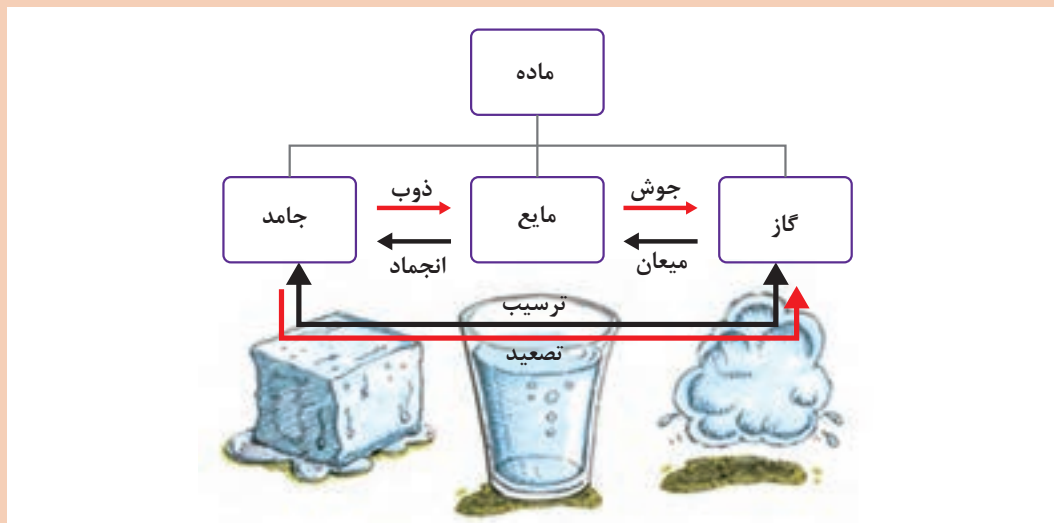 ماده
جامد
ذوب
مایع
جوش
گاز
انجماد
میعان
ترسیب
تصعید